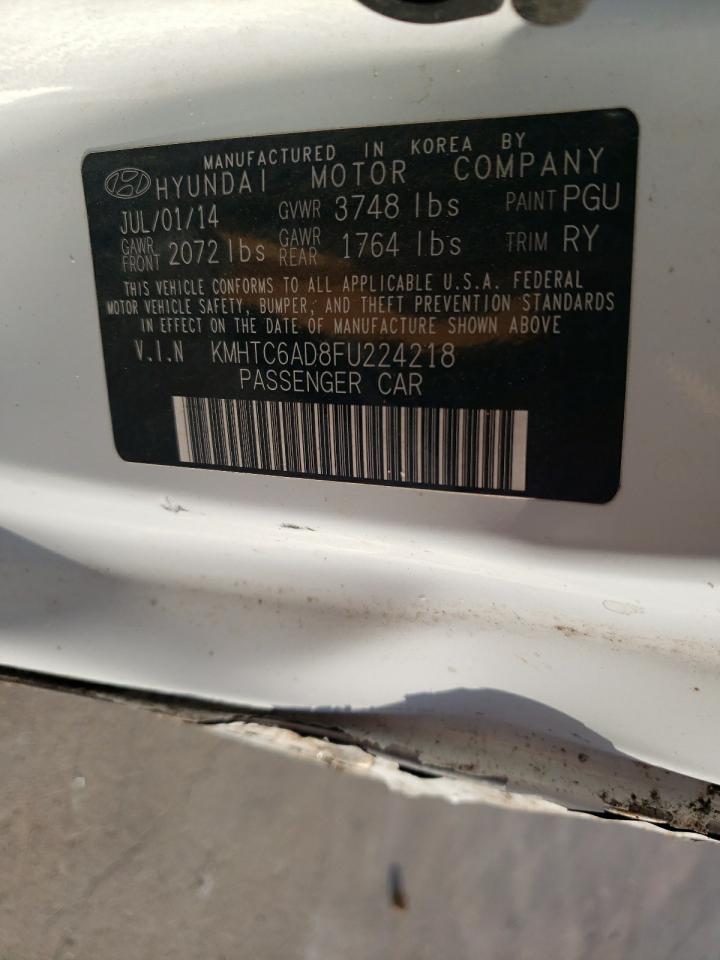 MANUFACTURED IN KOREA BY
HYUNDAI MOTOR COMPANY
JUL/01/14 GVWR 3748 lbs PAINT PGU
GAWR FRONT 2072 lbs GAWR REAR 1764 lbs TRIM RY
THIS VEHICLE CONFORMS TO ALL APPLICABLE U.S.A. FEDERAL
MOTOR VEHICLE SAFETY, BUMPER, AND THEFT PREVENTION STANDARDS
IN EFFECT ON THE DATE OF MANUFACTURE SHOWN ABOVE
V.I.N KMHTC6AD8FU224218
PASSENGER CAR